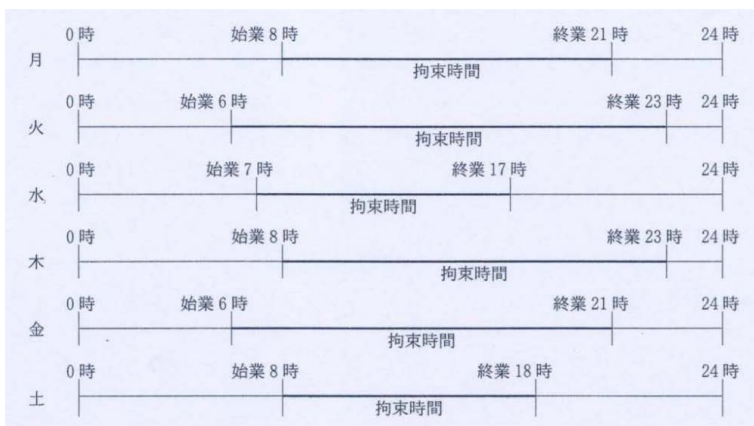 0時 始業8時 終業21時 24時
月
拘束時間
0時 始業6時 終業23時 24時
火
拘束時間
0時 始業7時 終業17時 24時
水
拘束時間
0時 始業8時 終業23時 24時
木
拘束時間
0時 始業6時 終業21時 24時
金
拘束時間
0時 始業8時 終業18時 24時
土
拘束時間